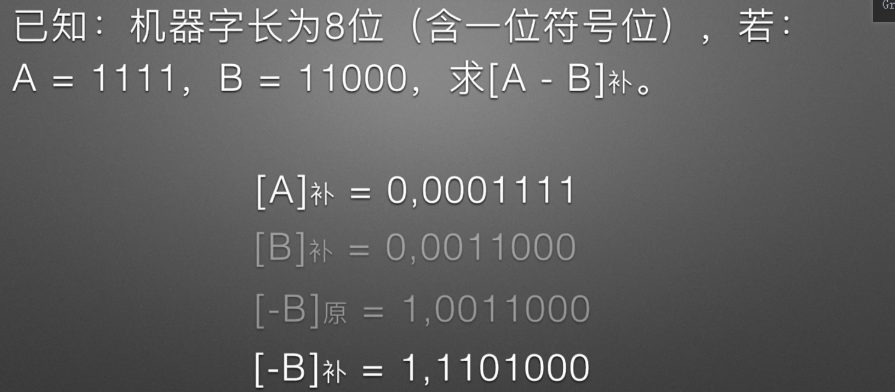 已知：机器字长为8位（含一位符号位），若：
A = 1111，B = 11000，求[A - B]补。
[A]补 = 0,0001111
[B]补 = 0,0011000
[-B]原 = 1,0011000
[-B]补 = 1,1101000